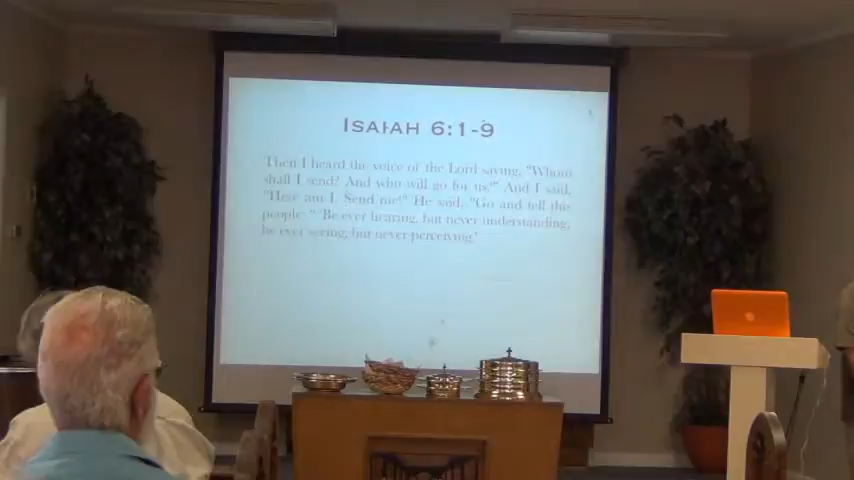 ISAIAH 6:1-9
Then I heard the voice of the Lord saying, "Whom
shall I send? And who will go for us?" And I said,
"Here am I. Send me!" He said, "Go and tell this
people: " 'Be ever hearing, but never understanding;
be ever seeing, but never perceiving'